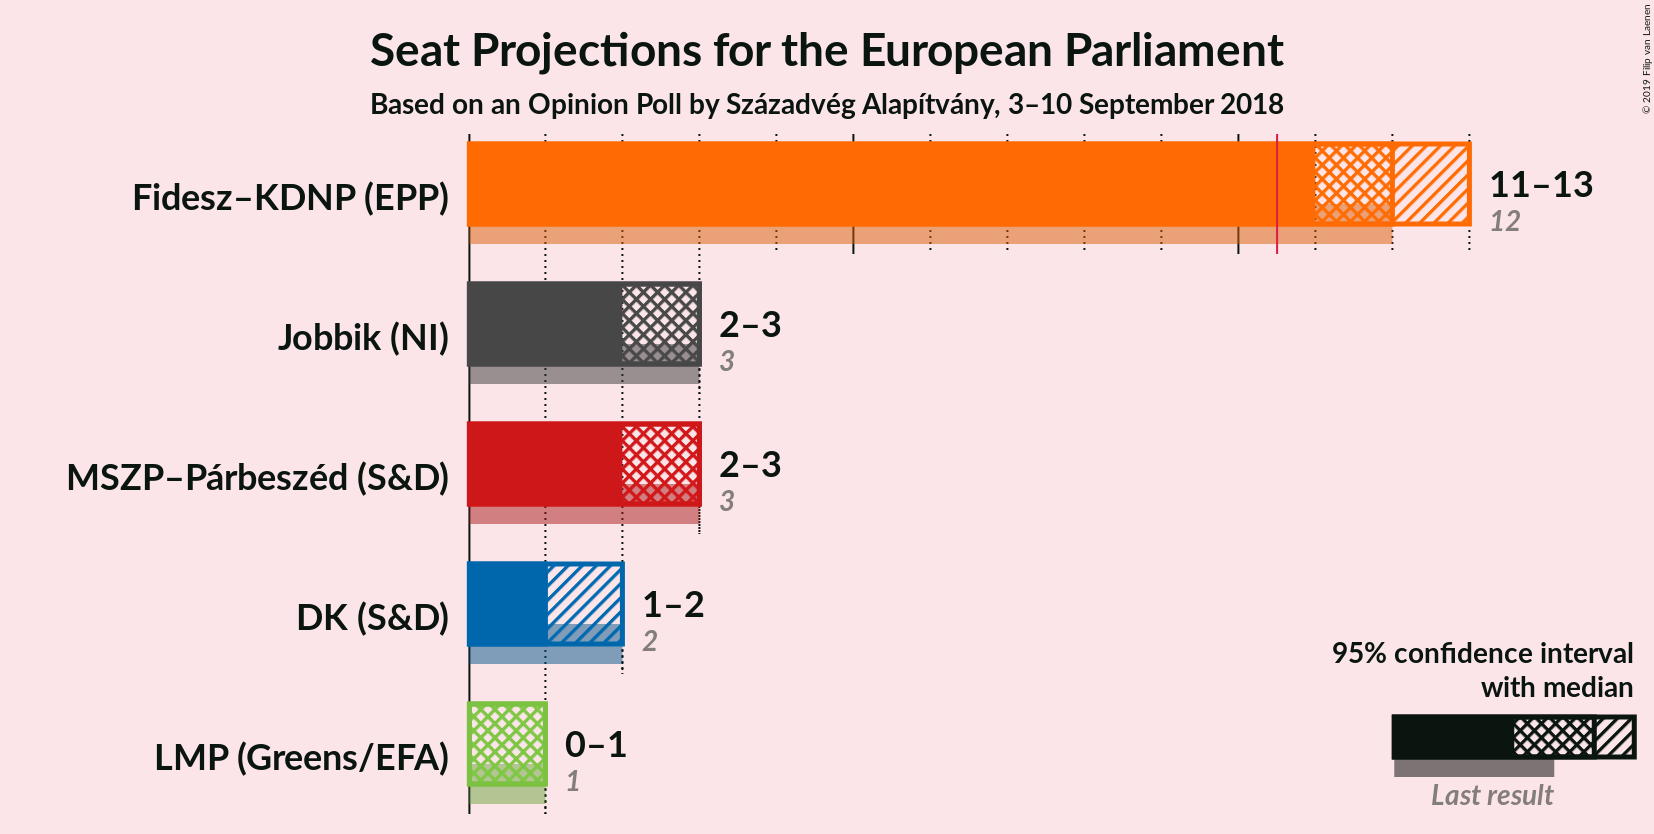 Seat Projections for the European Parliament
Based on an Opinion Poll by Századvég Alapítvány, 3–10 September 2018
© 2019 Filip van Laenen
Fidesz–KDNP (EPP)
11–13
12
Jobbik (NI)
2–3
3
MSZP–Párbeszéd (S&D)
2–3
3
DK (S&D)
1–2
2
LMP (Greens/EFA)
0–1
1
95% confidence interval
with median
Last result